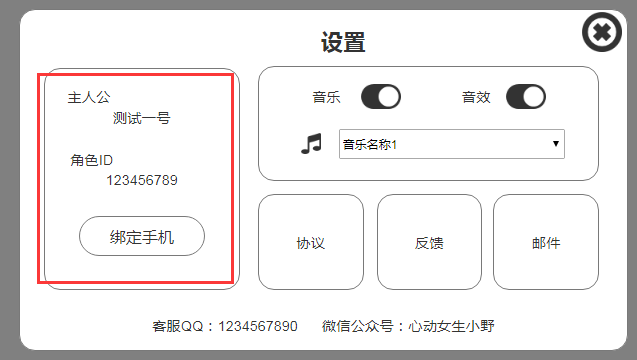 设置
主人公
测试一号
角色ID
123456789
绑定手机
音乐
音效
音乐名称1
协议
反馈
邮件
客服QQ：1234567890 微信公众号：心动女生小野